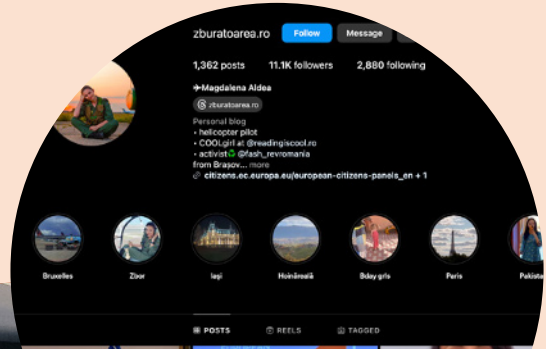 zburatoarea.ro Follow Message
1,362 posts 11.1K followers 2,880 following
✈Magdalena Aldea
zburatoarea.ro
Personal blog
• helicopter pilot
• COOLgirl at @readingiscool.ro
• activist♻ @fash_revromania
from Brașov... more
citizens.ec.europa.eu/european-citizens-panels_en + 1
Bruxelles Zbor Iași Hoinăreală Bday gris Paris Pakista
POSTS REELS TAGGED